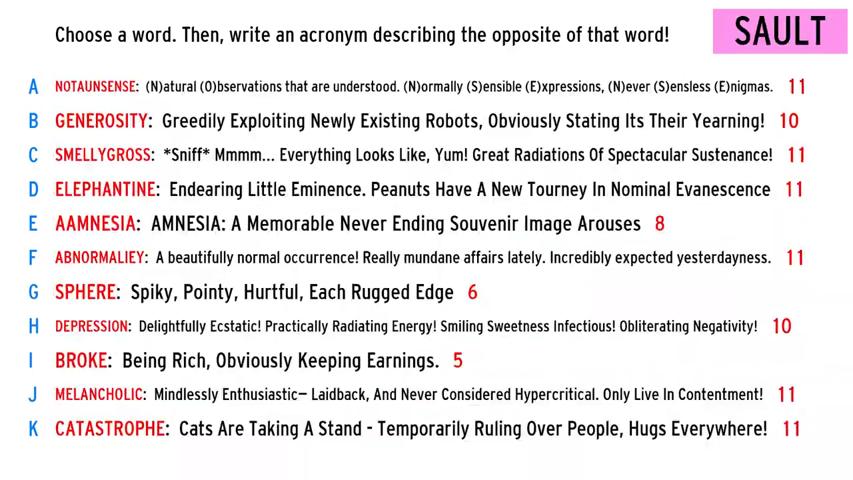 Choose a word. Then, write an acronym describing the opposite of that word!
SAULT
A NOTAUNSENSE: (N)atural (O)bservations that are understood. (N)ormally (S)ensible (E)xpressions, (N)ever (S)ensless (E)nigmas. 11
B GENEROSITY: Greedily Exploiting Newly Existing Robots, Obviously Stating Its Their Yearning! 10
C SMELLYGROSS: *Sniff* Mmmm... Everything Looks Like, Yum! Great Radiations Of Spectacular Sustenance! 11
D ELEPHANTINE: Endearing Little Eminence. Peanuts Have A New Tourney In Nominal Evanescence 11
E AAMNESIA: AMNESIA: A Memorable Never Ending Souvenir Image Arouses 8
F ABNORMALIEY: A beautifully normal occurrence! Really mundane affairs lately. Incredibly expected yesterdayness. 11
G SPHERE: Spiky, Pointy, Hurtful, Each Rugged Edge 6
H DEPRESSION: Delightfully Ecstatic! Practically Radiating Energy! Smiling Sweetness Infectious! Obliterating Negativity! 10
I BROKE: Being Rich, Obviously Keeping Earnings. 5
J MELANCHOLIC: Mindlessly Enthusiastic— Laidback, And Never Considered Hypercritical. Only Live In Contentment! 11
K CATASTROPHE: Cats Are Taking A Stand - Temporarily Ruling Over People, Hugs Everywhere! 11